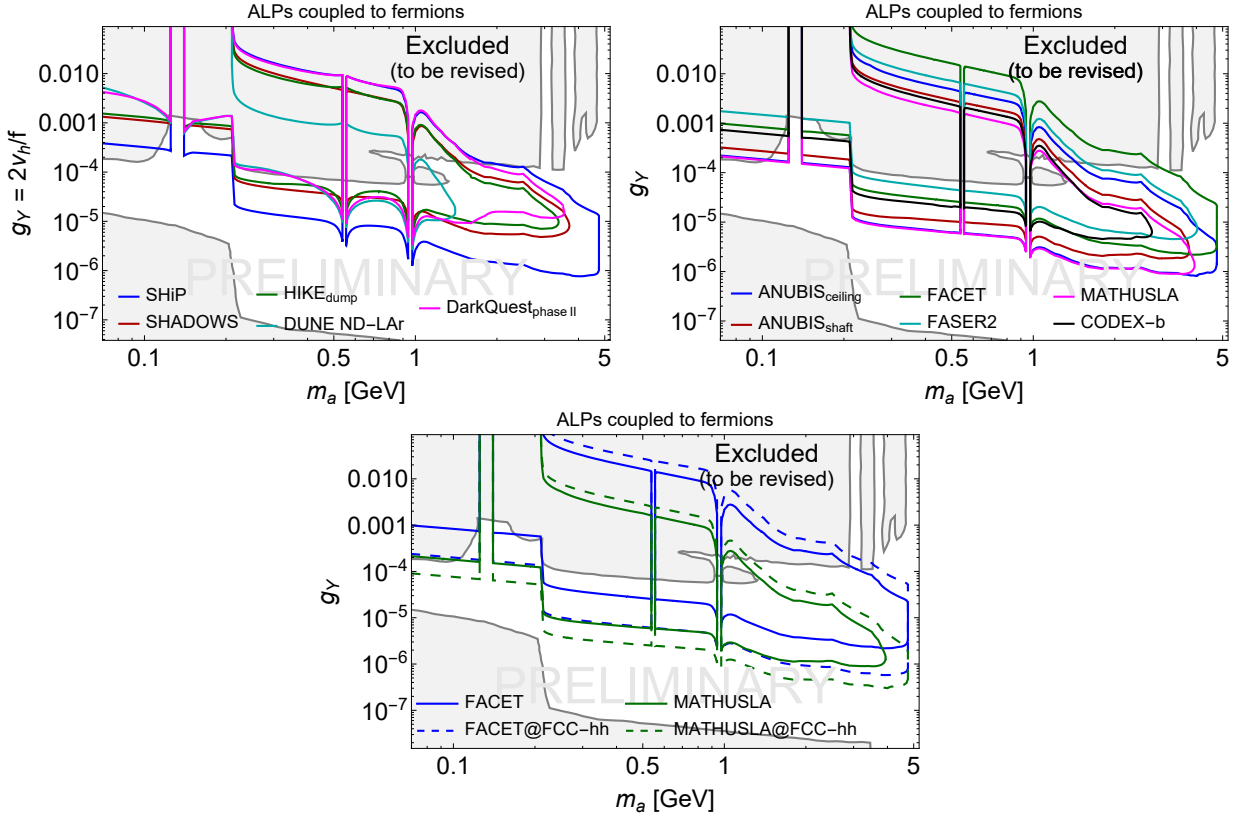 ALPs coupled to fermions
Excluded
(to be revised)
g_Y = 2v_h/f
0.010
0.001
10^-4
10^-5
10^-6
10^-7
PRELIMINARY
SHiP
SHADOWS
HIKE_dump
DUNE ND-LAr
DarkQuest_phase II
0.1
0.5
1
5
m_a [GeV]
ALPs coupled to fermions
Excluded
(to be revised)
g_Y
0.010
0.001
10^-4
10^-5
10^-6
10^-7
PRELIMINARY
ANUBIS_ceiling
ANUBIS_shaft
FACET
FASER2
MATHUSLA
CODEX-b
0.1
0.5
1
5
m_a [GeV]
ALPs coupled to fermions
Excluded
(to be revised)
g_Y
0.010
0.001
10^-4
10^-5
10^-6
10^-7
PRELIMINARY
FACET
FACET@FCC-hh
MATHUSLA
MATHUSLA@FCC-hh
0.1
0.5
1
5
m_a [GeV]